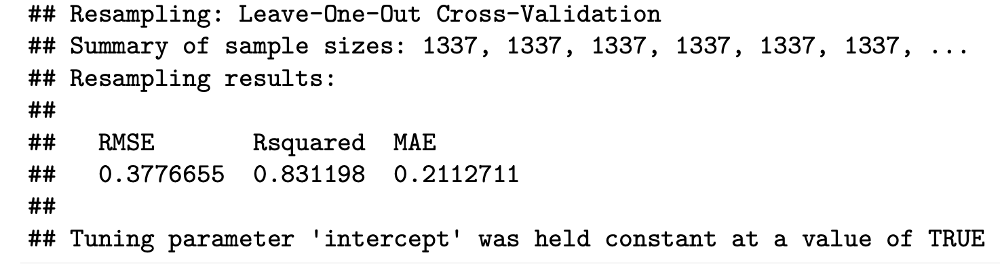 ## Resampling: Leave-One-Out Cross-Validation
## Summary of sample sizes: 1337, 1337, 1337, 1337, 1337, 1337, ...
## Resampling results:
##
##   RMSE       Rsquared  MAE
##   0.3776655  0.831198  0.2112711
##
## Tuning parameter 'intercept' was held constant at a value of TRUE